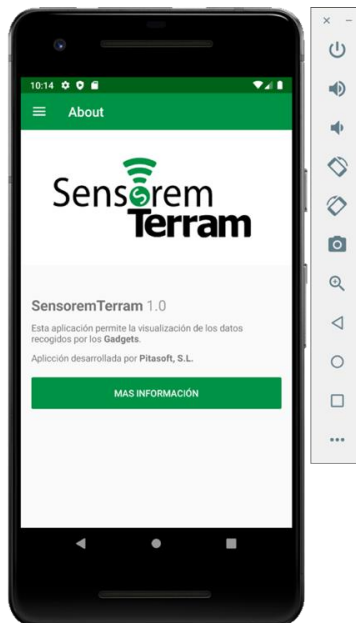 10:14
About
Sensorem
Terram
SensoremTerram 1.0
Esta aplicación permite la visualización de los datos
recogidos por los Gadgets.
Aplicción desarrollada por Pitasoft, S.L.
MAS INFORMACIÓN